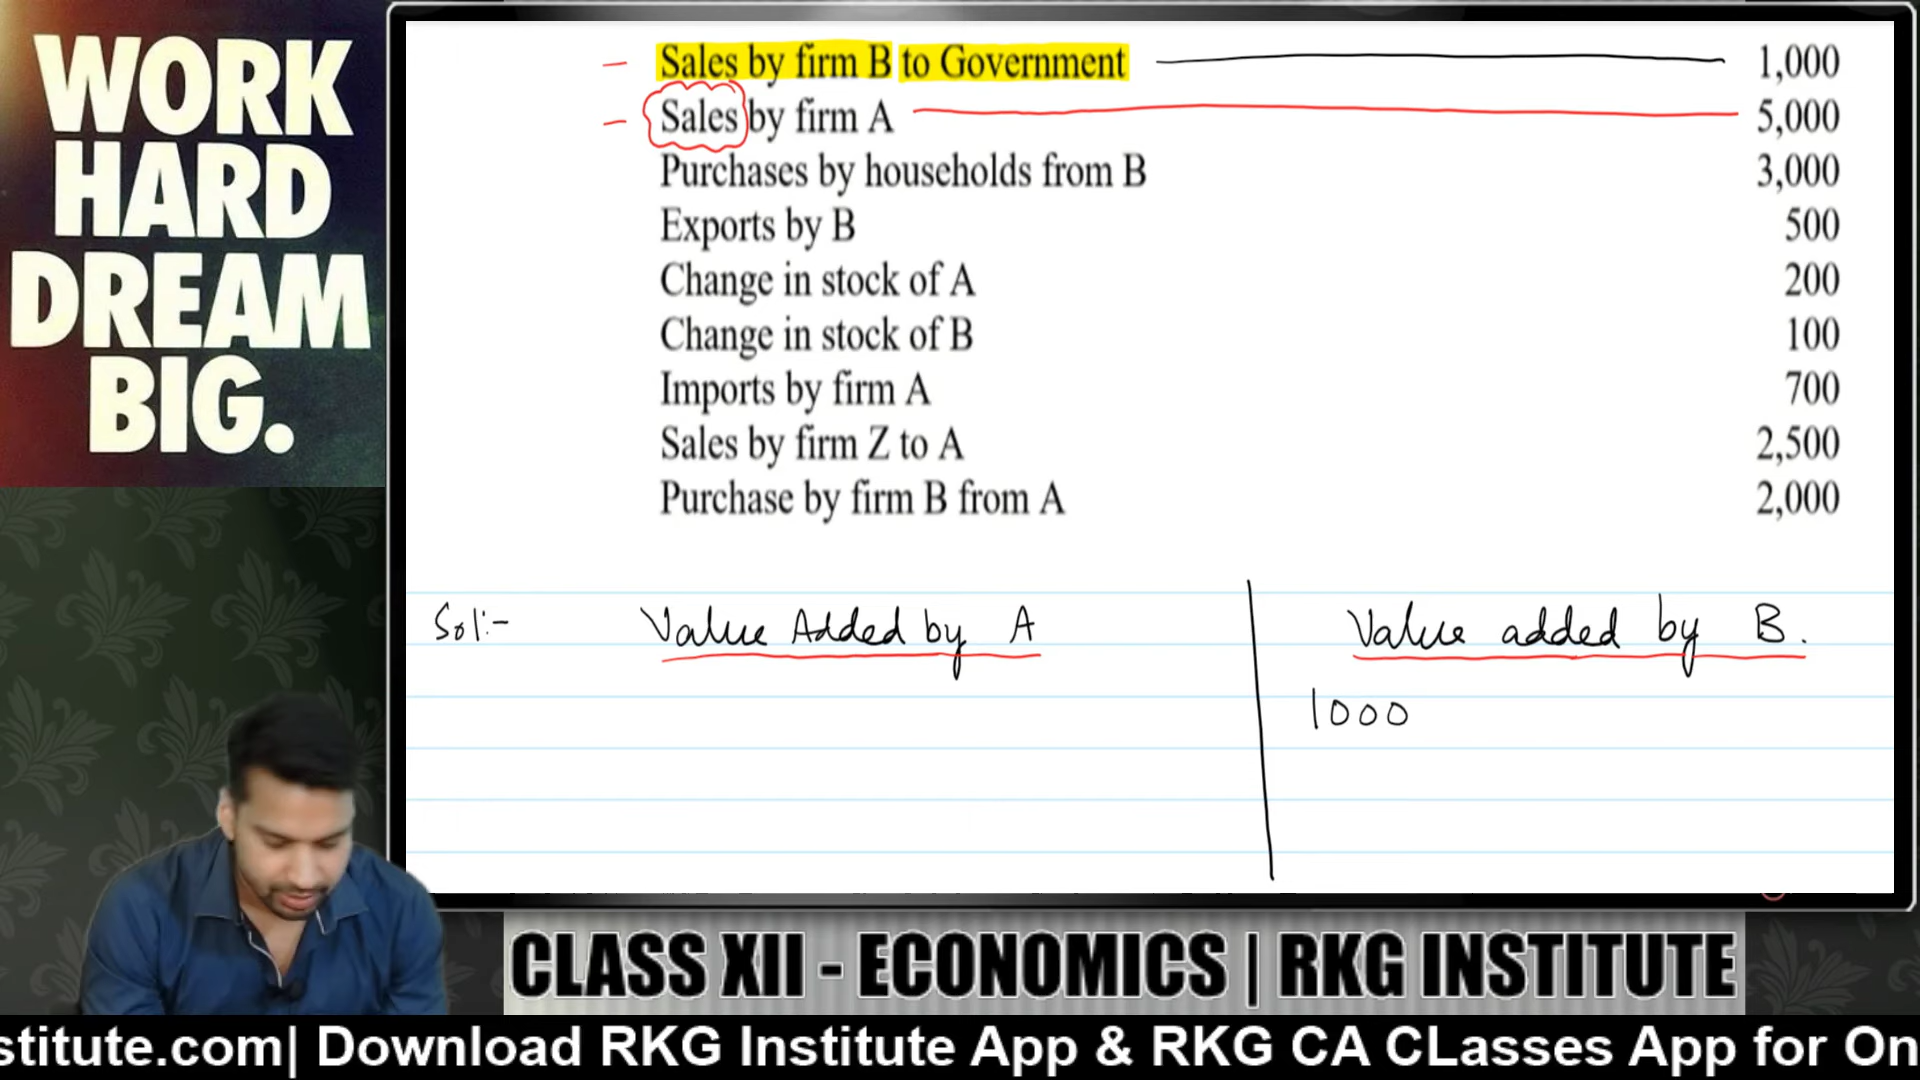 WORK
HARD
DREAM
BIG.
Sales by firm B to Government 1,000
Sales by firm A 5,000
Purchases by households from B 3,000
Exports by B 500
Change in stock of A 200
Change in stock of B 100
Imports by firm A 700
Sales by firm Z to A 2,500
Purchase by firm B from A 2,000
Sol:- Value Added by A Value added by B.
1000
CLASS XII - ECONOMICS | RKG INSTITUTE
stitute.com| Download RKG Institute App & RKG CA CLasses App for On